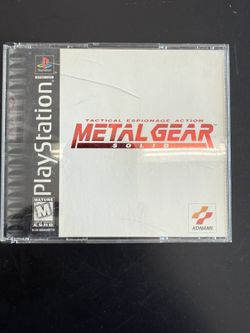 PlayStation
TACTICAL ESPIONAGE ACTION
METAL GEAR
SOLID
MATURE
M
KONAMI